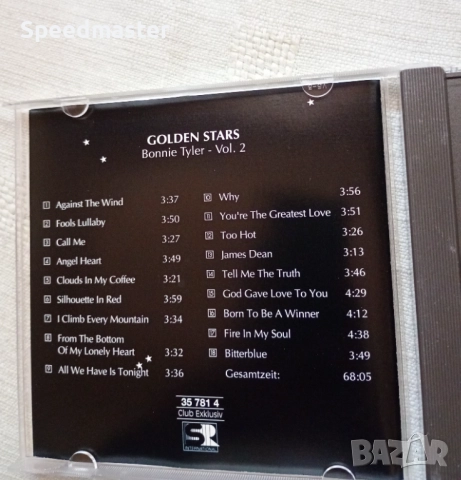 Speedmaster
GOLDEN STARS
Bonnie Tyler - Vol. 2
1 Against The Wind 3:37
2 Fools Lullaby 3:50
3 Call Me 3:27
4 Angel Heart 3:49
5 Clouds In My Coffee 3:21
6 Silhouette In Red 3:59
7 I Climb Every Mountain 3:34
8 From The Bottom
Of My Lonely Heart 3:32
9 All We Have Is Tonight 3:36
10 Why 3:56
11 You're The Greatest Love 3:51
12 Too Hot 3:26
13 James Dean 3:13
14 Tell Me The Truth 3:46
15 God Gave Love To You 4:29
16 Born To Be A Winner 4:12
17 Fire In My Soul 4:38
18 Bitterblue 3:49
Gesamtzeit: 68:05
35 781 4
Club Exklusiv
SR
INTERNATIONAL
BAZAR